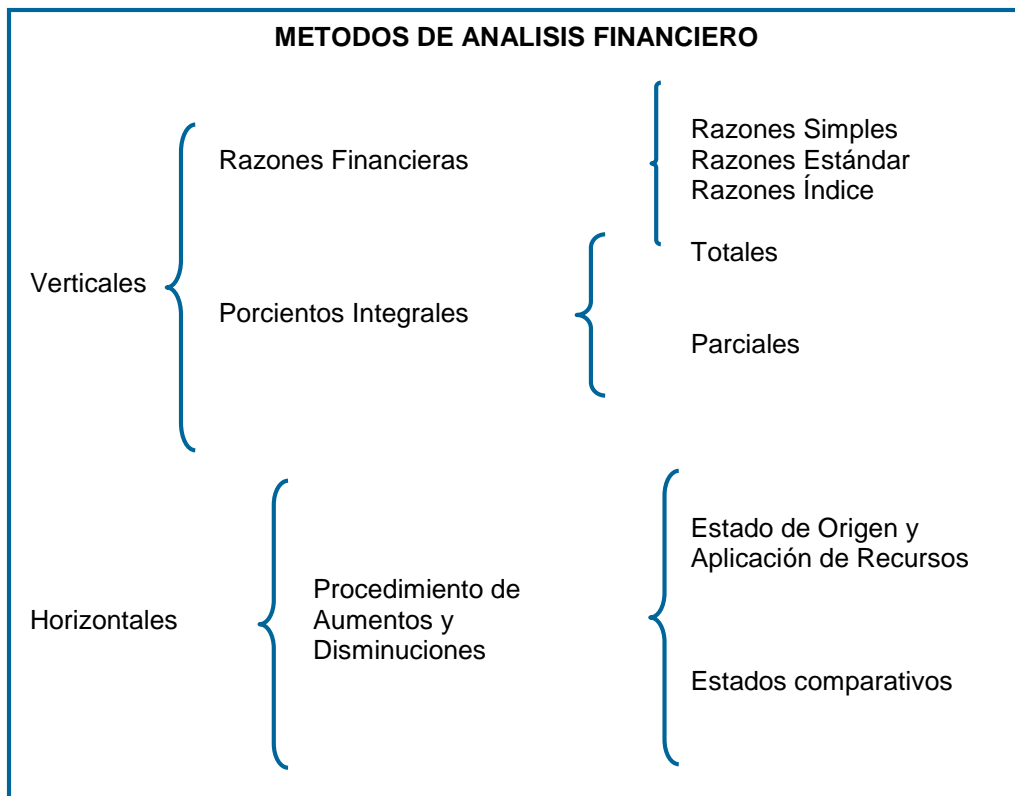 METODOS DE ANALISIS FINANCIERO
Verticales
Razones Financieras
Razones Simples
Razones Estándar
Razones Índice
Porcientos Integrales
Totales
Parciales
Horizontales
Procedimiento de
Aumentos y
Disminuciones
Estado de Origen y
Aplicación de Recursos
Estados comparativos